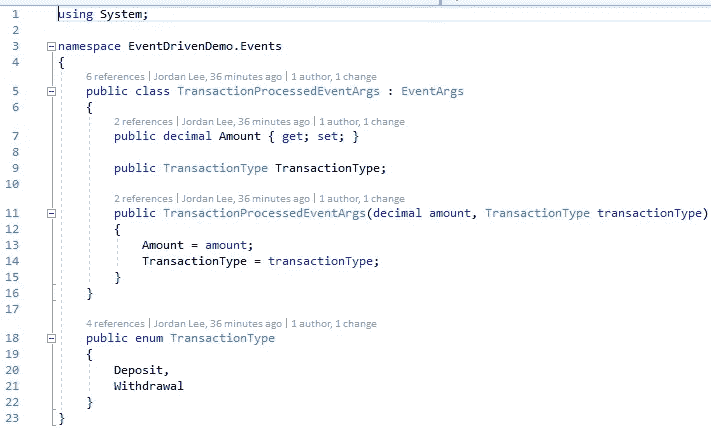 1 using System;
2
3 namespace EventDrivenDemo.Events
4 {
6 references | Jordan Lee, 36 minutes ago | 1 author, 1 change
5 public class TransactionProcessedEventArgs : EventArgs
6 {
2 references | Jordan Lee, 36 minutes ago | 1 author, 1 change
7 public decimal Amount { get; set; }
8
9 public TransactionType TransactionType;
10
2 references | Jordan Lee, 36 minutes ago | 1 author, 1 change
11 public TransactionProcessedEventArgs(decimal amount, TransactionType transactionType)
12 {
13 Amount = amount;
14 TransactionType = transactionType;
15 }
16 }
17
4 references | Jordan Lee, 36 minutes ago | 1 author, 1 change
18 public enum TransactionType
19 {
20 Deposit,
21 Withdrawal
22 }
23 }